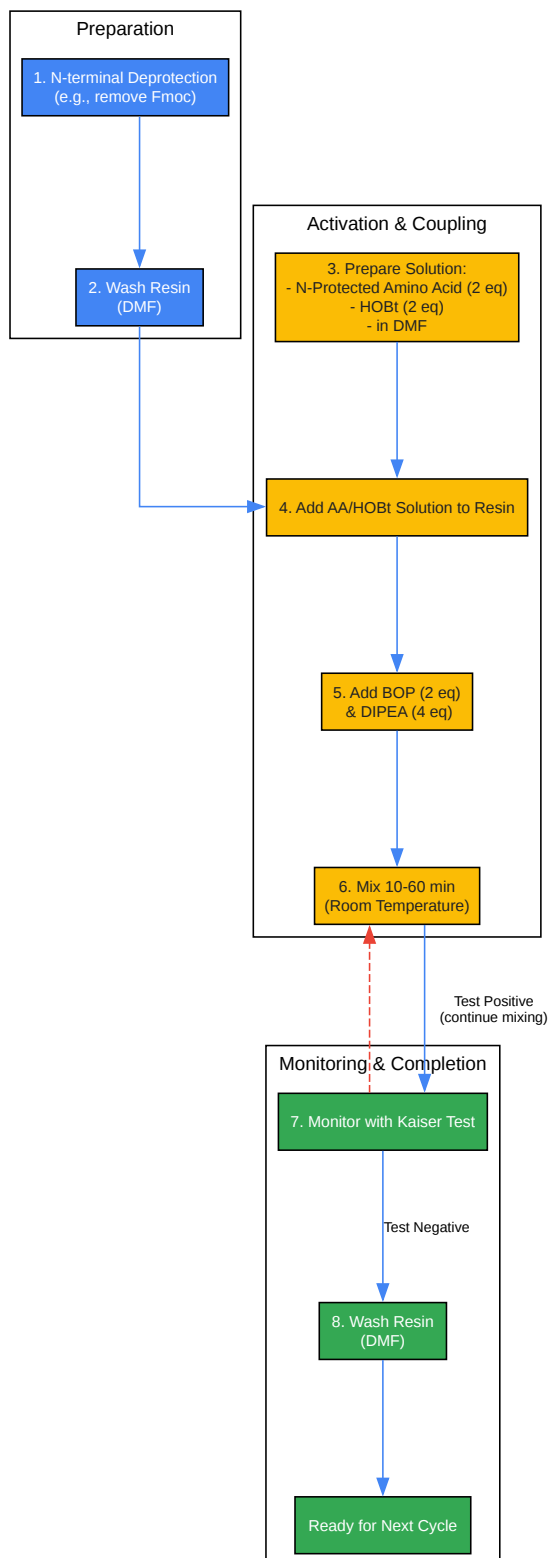 Preparation
1. N-terminal Deprotection
(e.g., remove Fmoc)
2. Wash Resin
(DMF)
Activation & Coupling
3. Prepare Solution:
- N-Protected Amino Acid (2 eq)
- HOBt (2 eq)
- in DMF
4. Add AA/HOBt Solution to Resin
5. Add BOP (2 eq)
& DIPEA (4 eq)
6. Mix 10-60 min
(Room Temperature)
Test Positive
(continue mixing)
Monitoring & Completion
7. Monitor with Kaiser Test
Test Negative
8. Wash Resin
(DMF)
Ready for Next Cycle